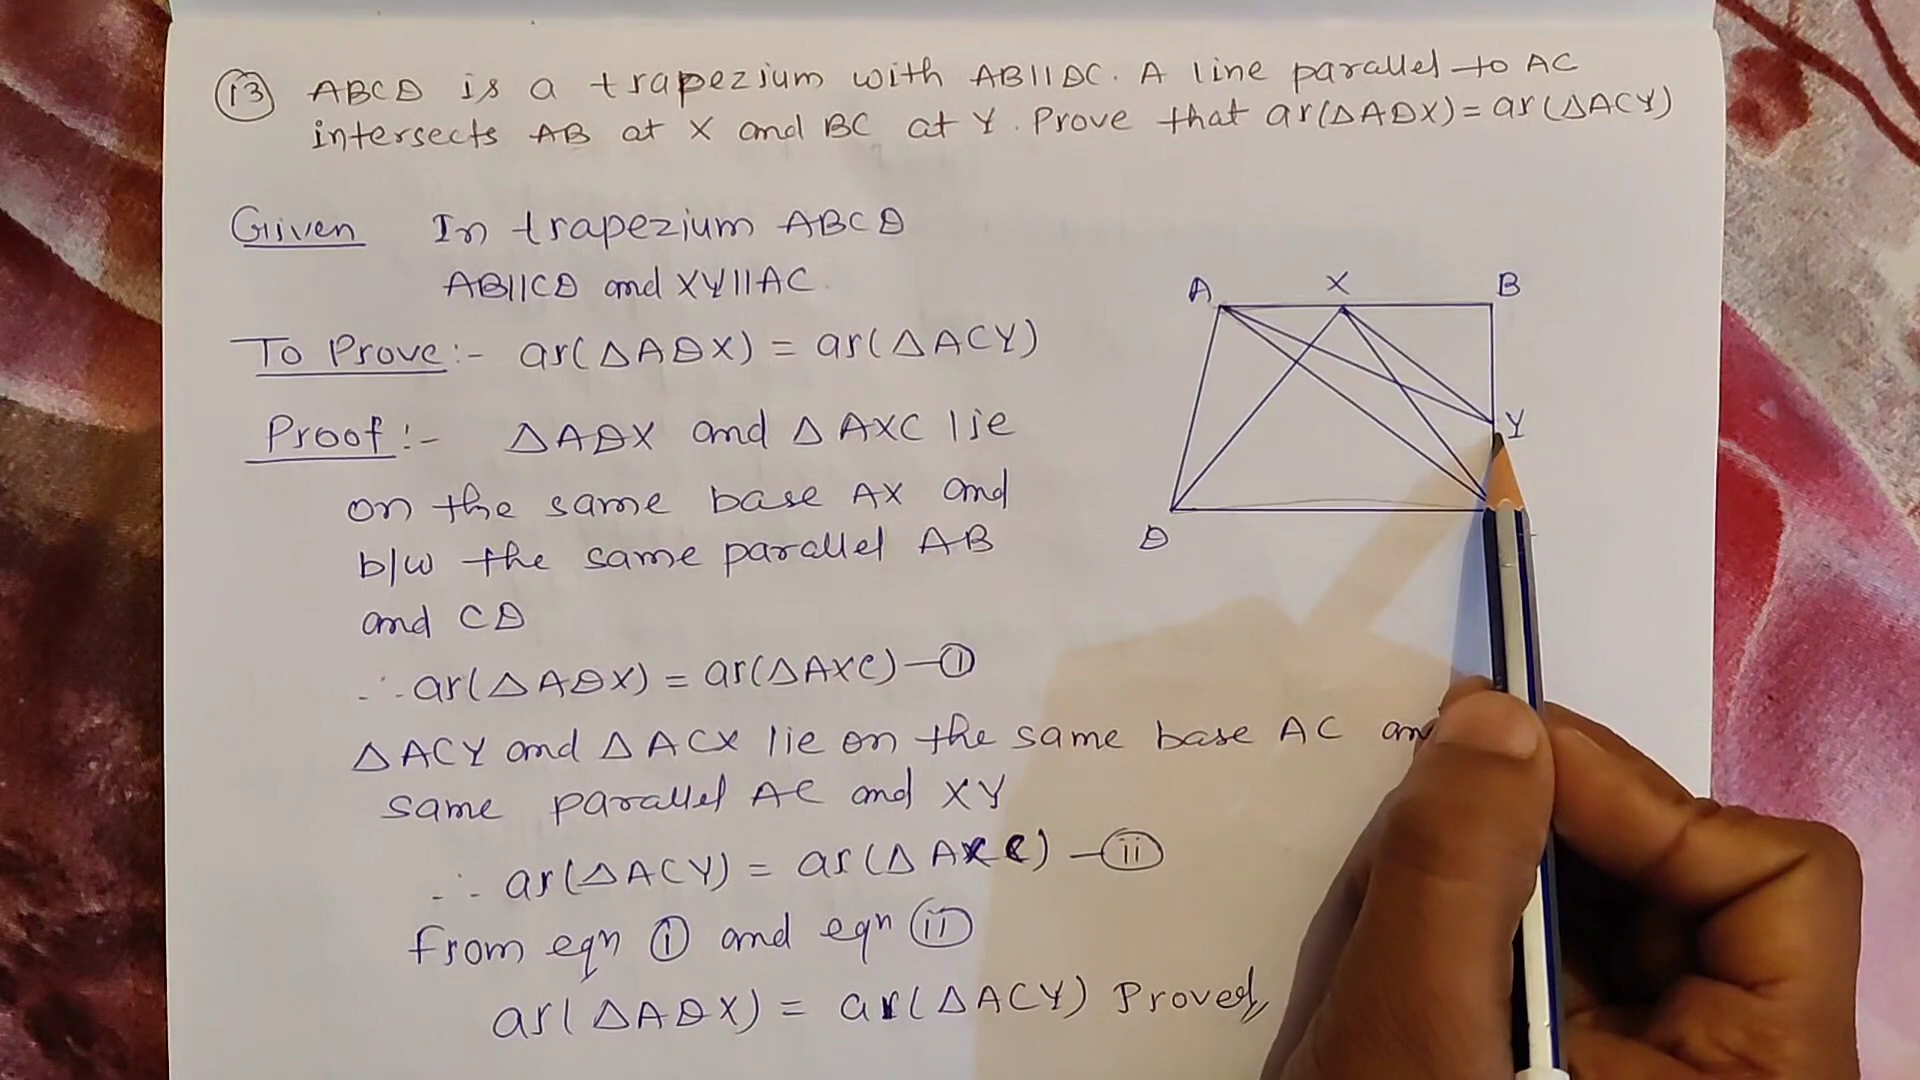 13 ABCD is a trapezium with AB||DC. A line parallel to AC
intersects AB at X and BC at Y. Prove that ar(△ADX) = ar(△ACY)
Given In trapezium ABCD
AB||CD and XY||AC.
To Prove:- ar(△ADX) = ar(△ACY)
Proof:- △ADX and △AXC lie
on the same base AX and
b/w the same parallel AB
and CD
∴ ar(△ADX) = ar(△AXC) — i
△ACY and △ACX lie on the same base AC
same parallel AC and XY
∴ ar(△ACY) = ar(△AXC) — ii
from eqn i and eqn ii
ar(△ADX) = ar(△ACY) Proved
A X B
Y
D